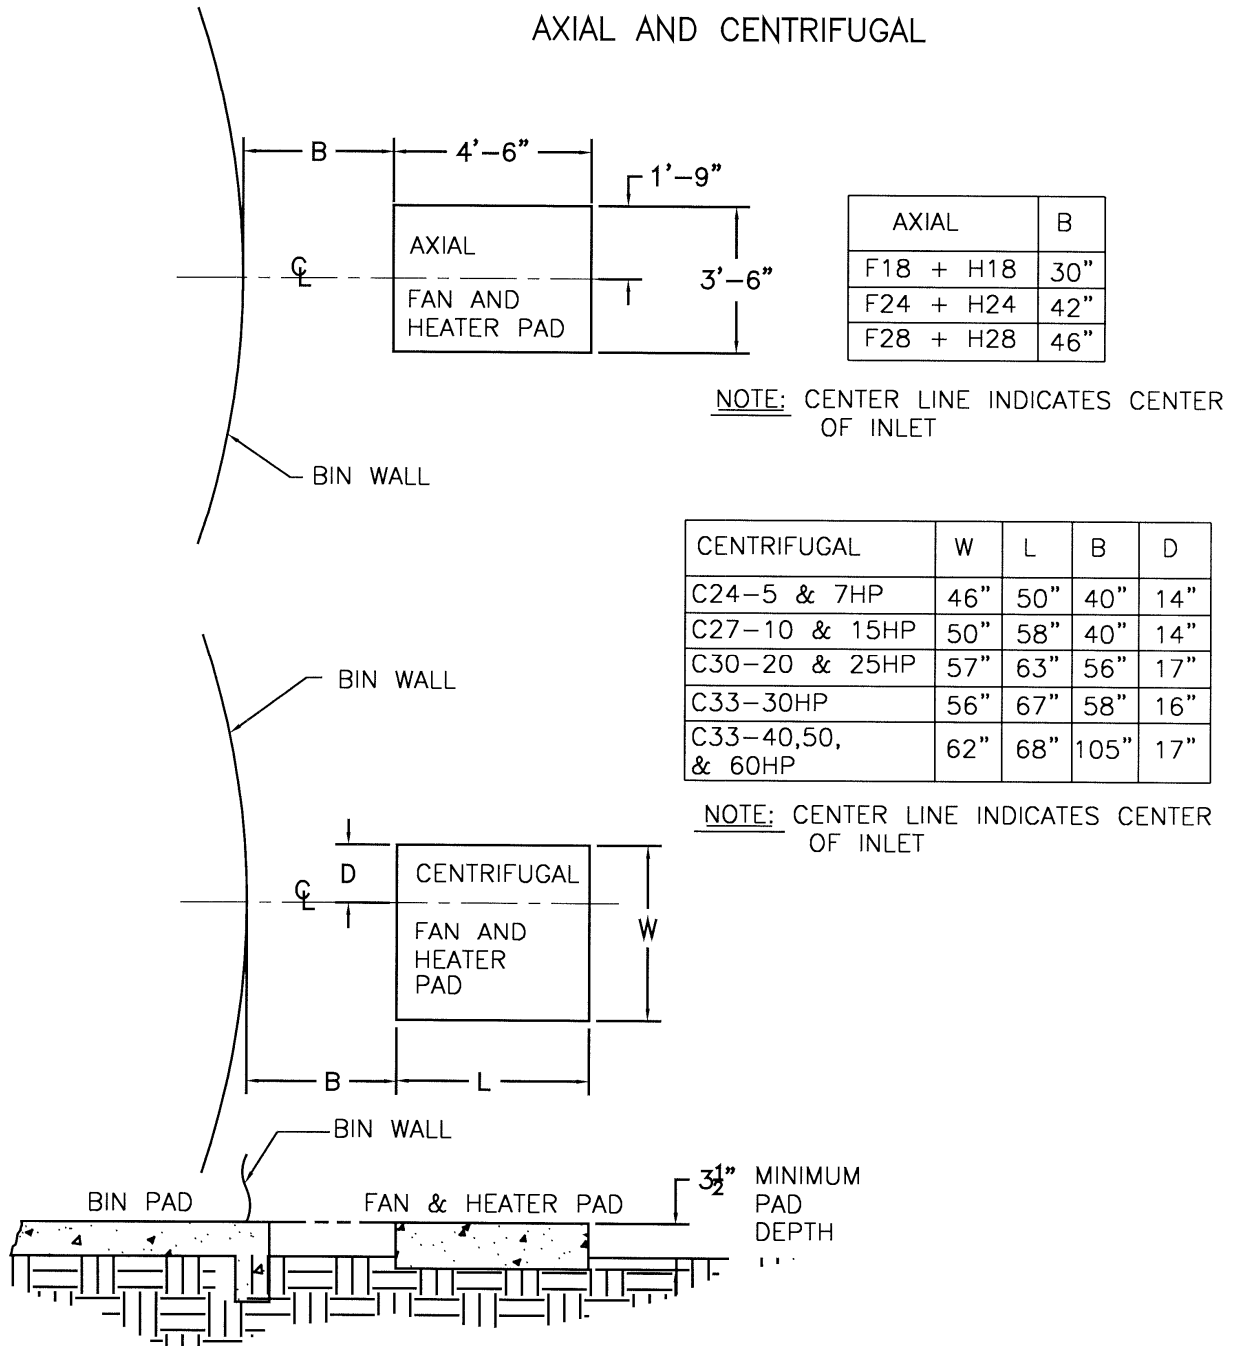 AXIAL AND CENTRIFUGAL
B 4'-6"
1'-9"
AXIAL
FAN AND
HEATER PAD
3'-6"
℄
BIN WALL
AXIAL B
F18 + H18 30"
F24 + H24 42"
F28 + H28 46"
NOTE: CENTER LINE INDICATES CENTER
OF INLET
CENTRIFUGAL W L B D
C24-5 & 7HP 46" 50" 40" 14"
C27-10 & 15HP 50" 58" 40" 14"
C30-20 & 25HP 57" 63" 56" 17"
C33-30HP 56" 67" 58" 16"
C33-40,50,
& 60HP 62" 68" 105" 17"
NOTE: CENTER LINE INDICATES CENTER
OF INLET
BIN WALL
D
℄
CENTRIFUGAL
FAN AND
HEATER
PAD
W
B L
BIN WALL
BIN PAD
FAN & HEATER PAD
3½" MINIMUM
PAD
DEPTH